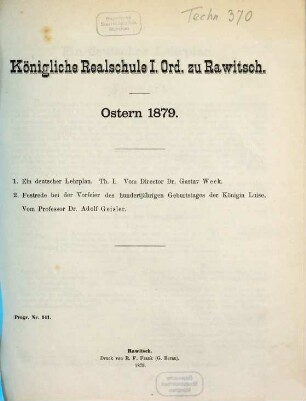 Techn. 370
Königliche Realschule I. Ord. zu Rawitsch.
Ostern 1879.
1. Ein deutscher Lehrplan. Th. I. Vom Director Dr. Gustav Weck.
2. Festrede bei der Vorfeier des hundertjährigen Geburtstages der Königin Luise.
Vom Professor Dr. Adolf Geisler.
Progr. Nr. 141.
Rawitsch.
Druck von R. F. Frank
1879.